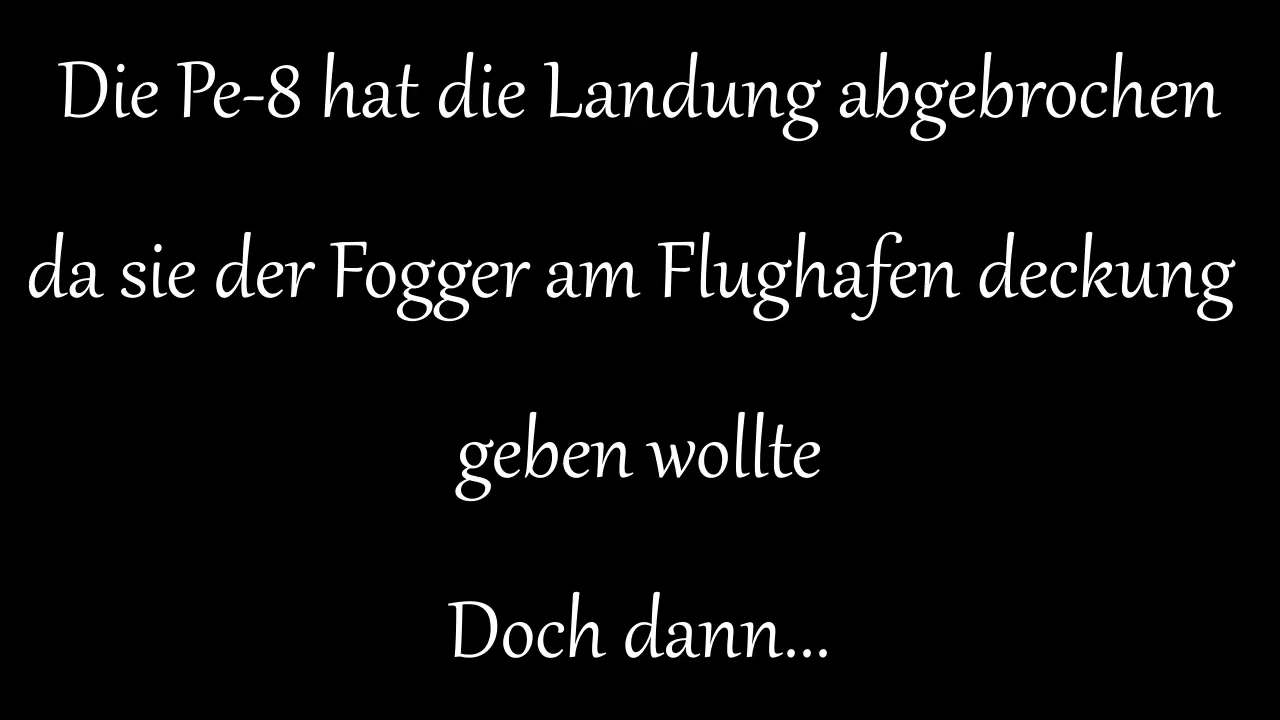 Die Pe-8 hat die Landung abgebrochen
da sie der Fogger am Flughafen deckung
geben wollte
Doch dann...